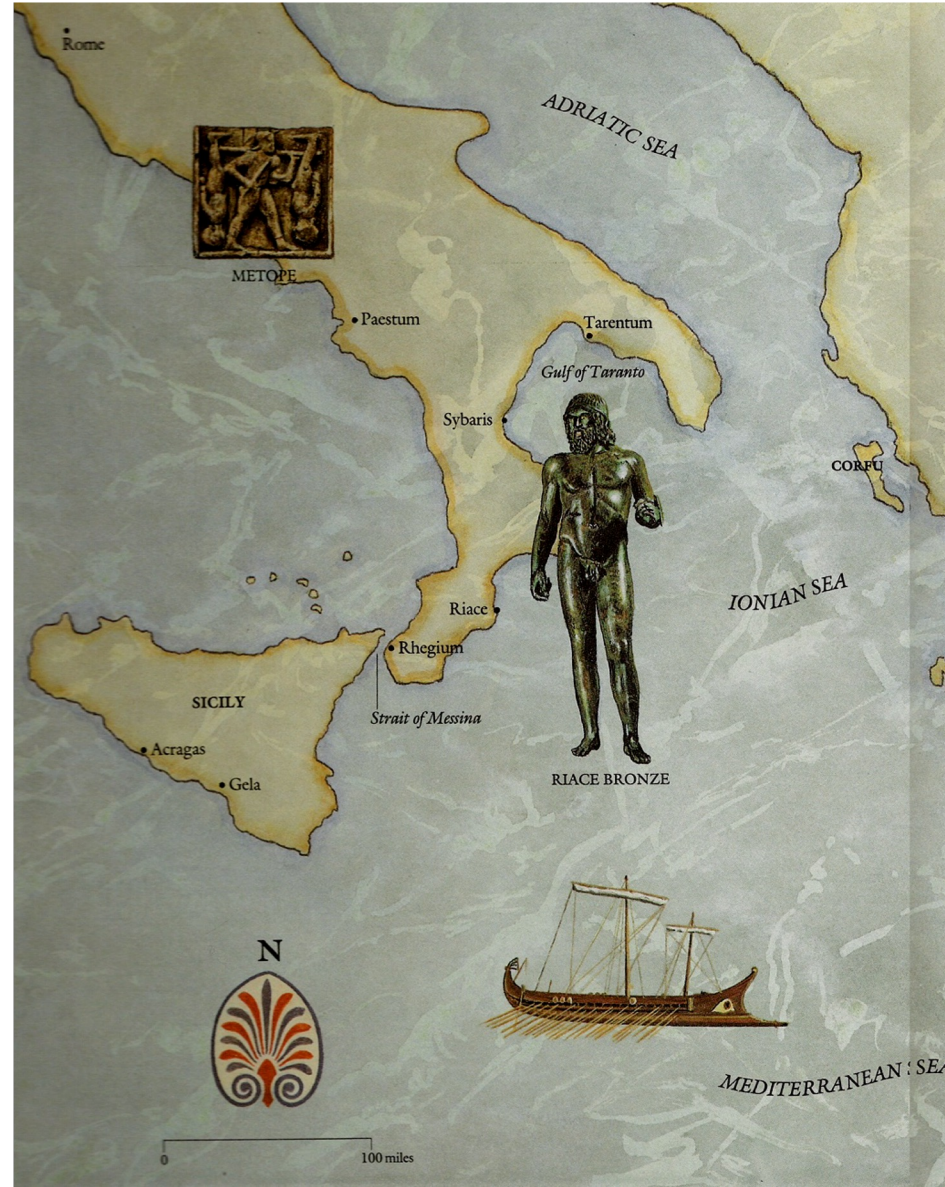 Rome
ADRIATIC SEA
METOPE
Paestum
Tarentum
Gulf of Taranto
Sybaris
CORFU
IONIAN SEA
Riace
Rhegium
SICILY
Strait of Messina
Acragas
Gela
RIACE BRONZE
N
MEDITERRANEAN SEA
0
100 miles